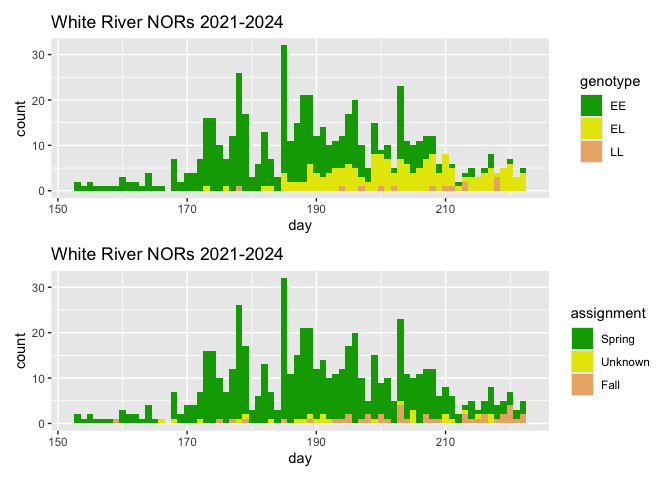 White River NORs 2021-2024
count
30
20
10
0
150
170
190
210
day
genotype
EE
EL
LL
White River NORs 2021-2024
count
30
20
10
0
150
170
190
210
day
assignment
Spring
Unknown
Fall